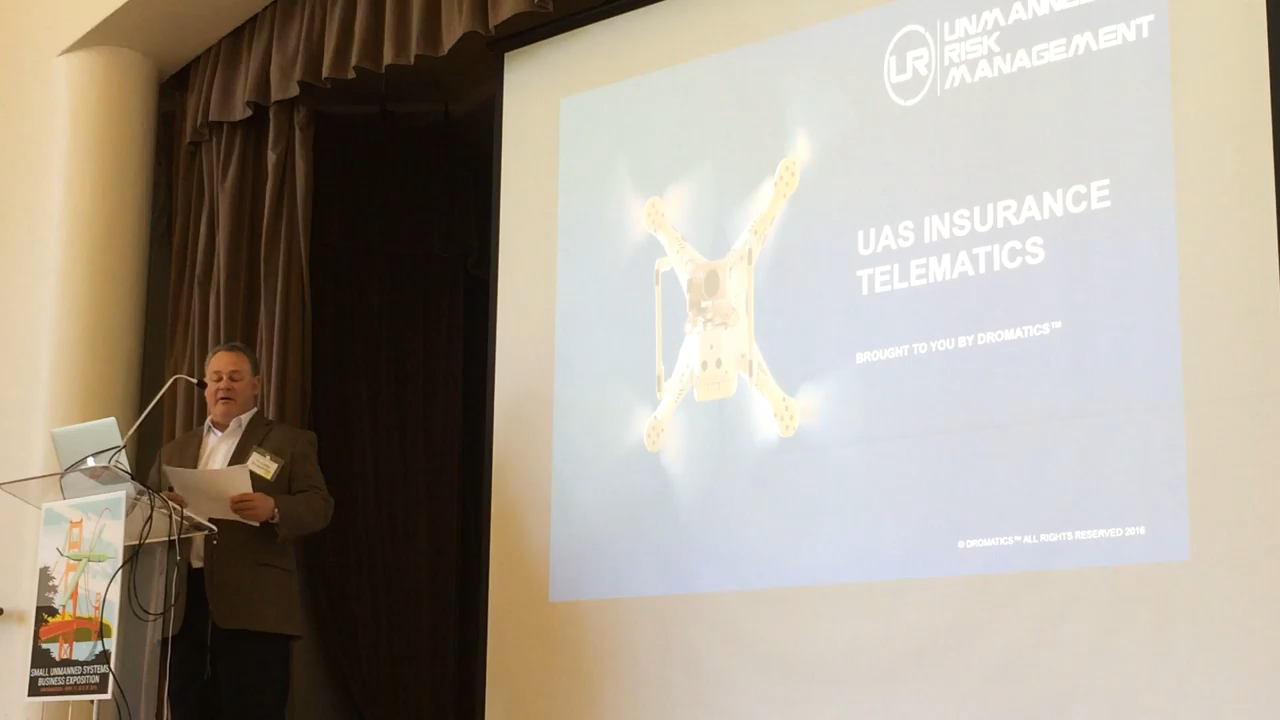 UR
UNMANNED
RISK
MANAGEMENT
UAS INSURANCE
TELEMATICS
BROUGHT TO YOU BY DROMATICS™
© DROMATICS™ ALL RIGHTS RESERVED 2016
SMALL UNMANNED SYSTEMS
BUSINESS EXPOSITION